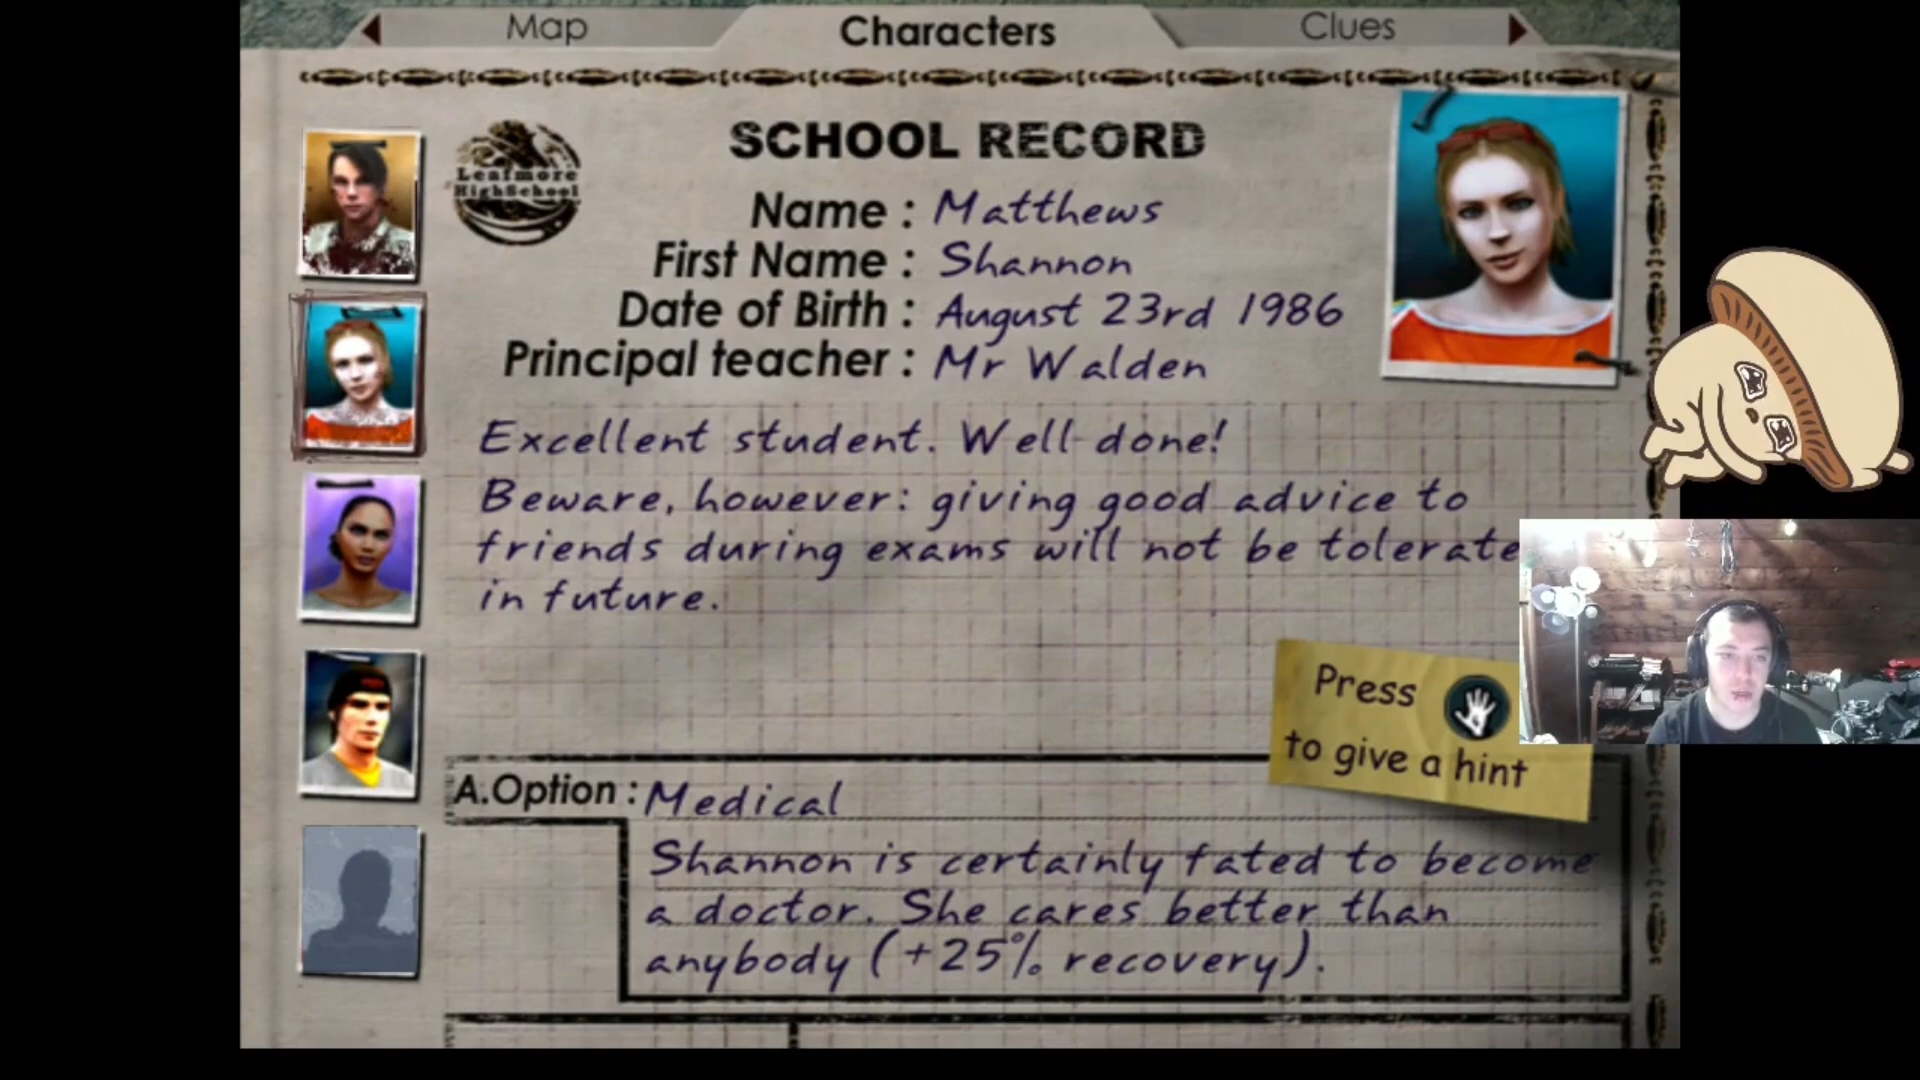 Map
Characters
Clues
Leafmore
HighSchool
SCHOOL RECORD
Name : Matthews
First Name : Shannon
Date of Birth : August 23rd 1986
Principal teacher : Mr Walden
Excellent student. Well done!
Beware, however: giving good advice to
friends during exams will not be tolerate
in future.
Press
to give a hint
A.Option : Medical
Shannon is certainly fated to become
a doctor. She cares better than
anybody (+25% recovery).